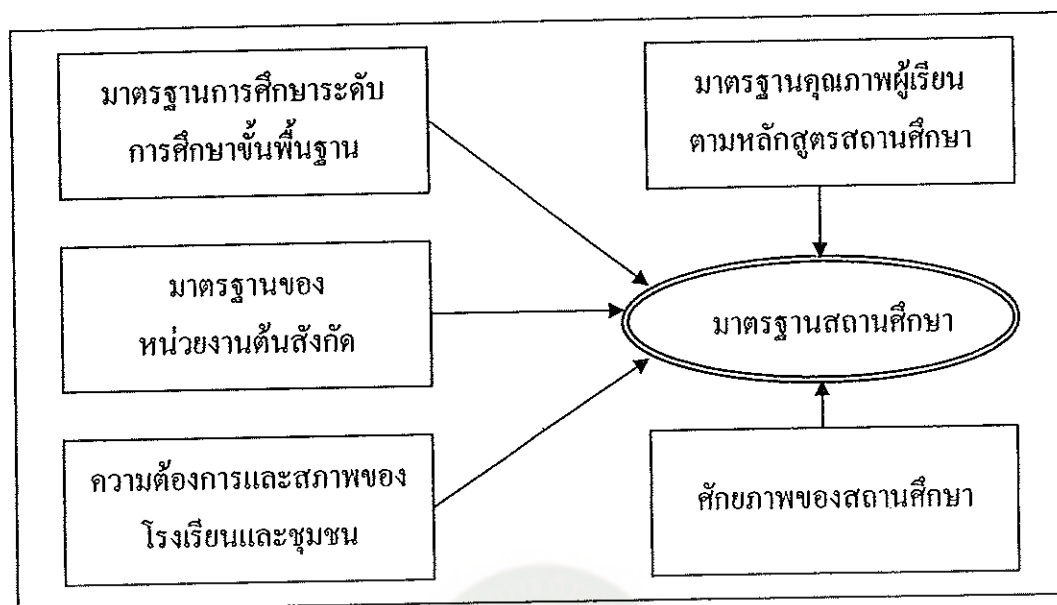 มาตรฐานการศึกษาระดับ
การศึกษาขั้นพื้นฐาน
มาตรฐานคุณภาพผู้เรียน
ตามหลักสูตรสถานศึกษา
มาตรฐานของ
หน่วยงานต้นสังกัด
มาตรฐานสถานศึกษา
ความต้องการและสภาพของ
โรงเรียนและชุมชน
ศักยภาพของสถานศึกษา